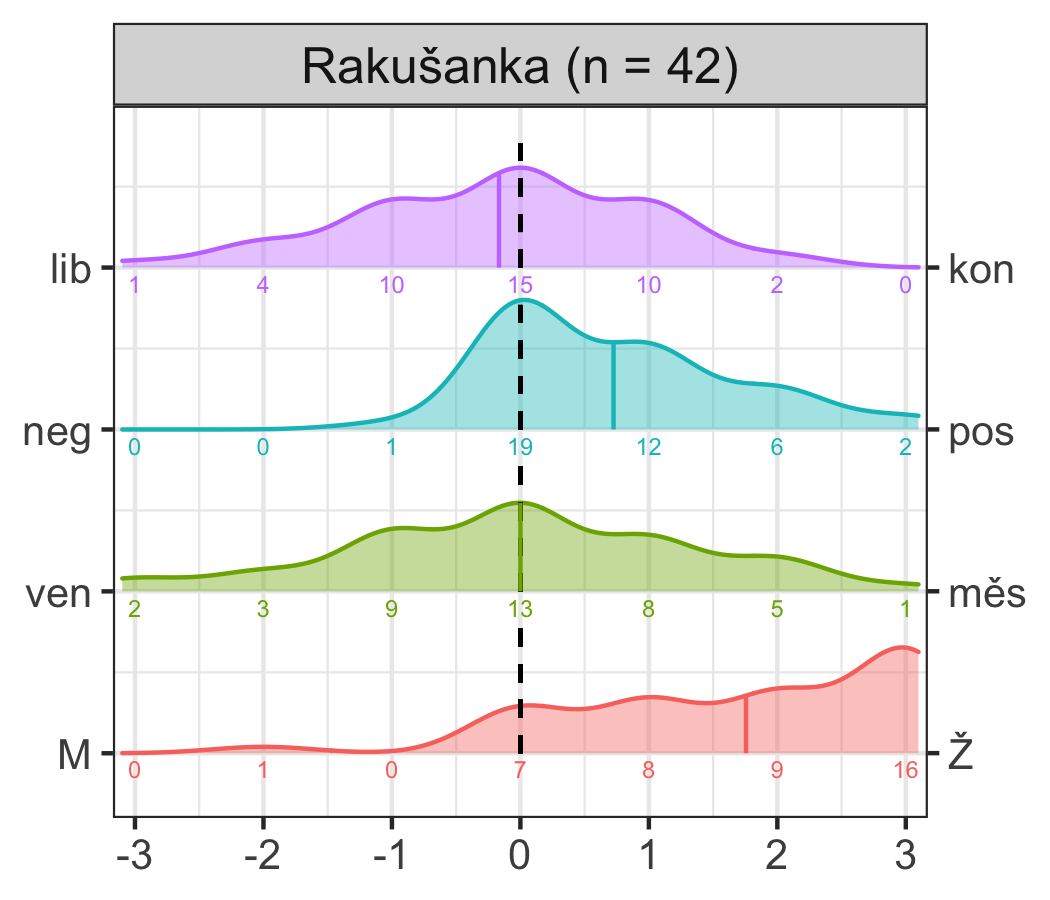 Rakušanka (n = 42)
lib kon
1 4 10 15 10 2 0
neg pos
0 0 1 19 12 6 2
ven měs
2 3 9 13 8 5 1
M Ž
0 1 0 7 8 9 16
-3 -2 -1 0 1 2 3